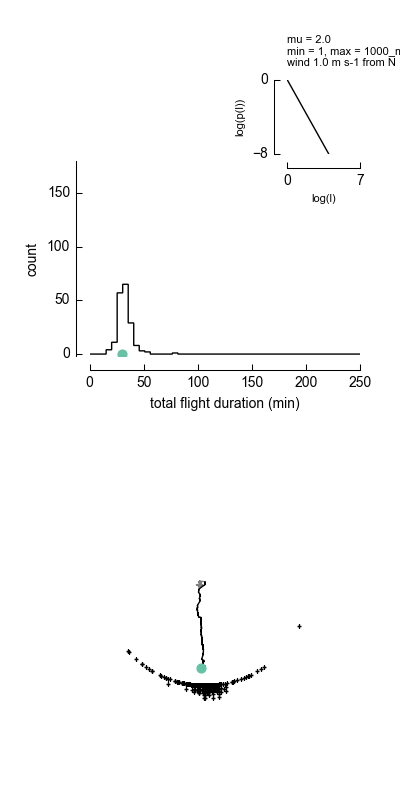 mu = 2.0
min = 1, max = 1000_m
wind 1.0 m s-1 from N
0
log(p(l))
−8
0 7
log(l)
150
100
count
50
0
0 50 100 150 200 250
total flight duration (min)